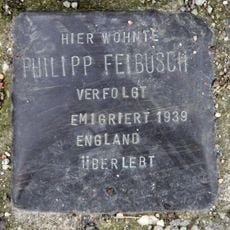 HIER WOHNTE
PHILIPP FEIBUSCH
VERFOLGT
EMIGRIERT 1939
ENGLAND
ÜBERLEBT